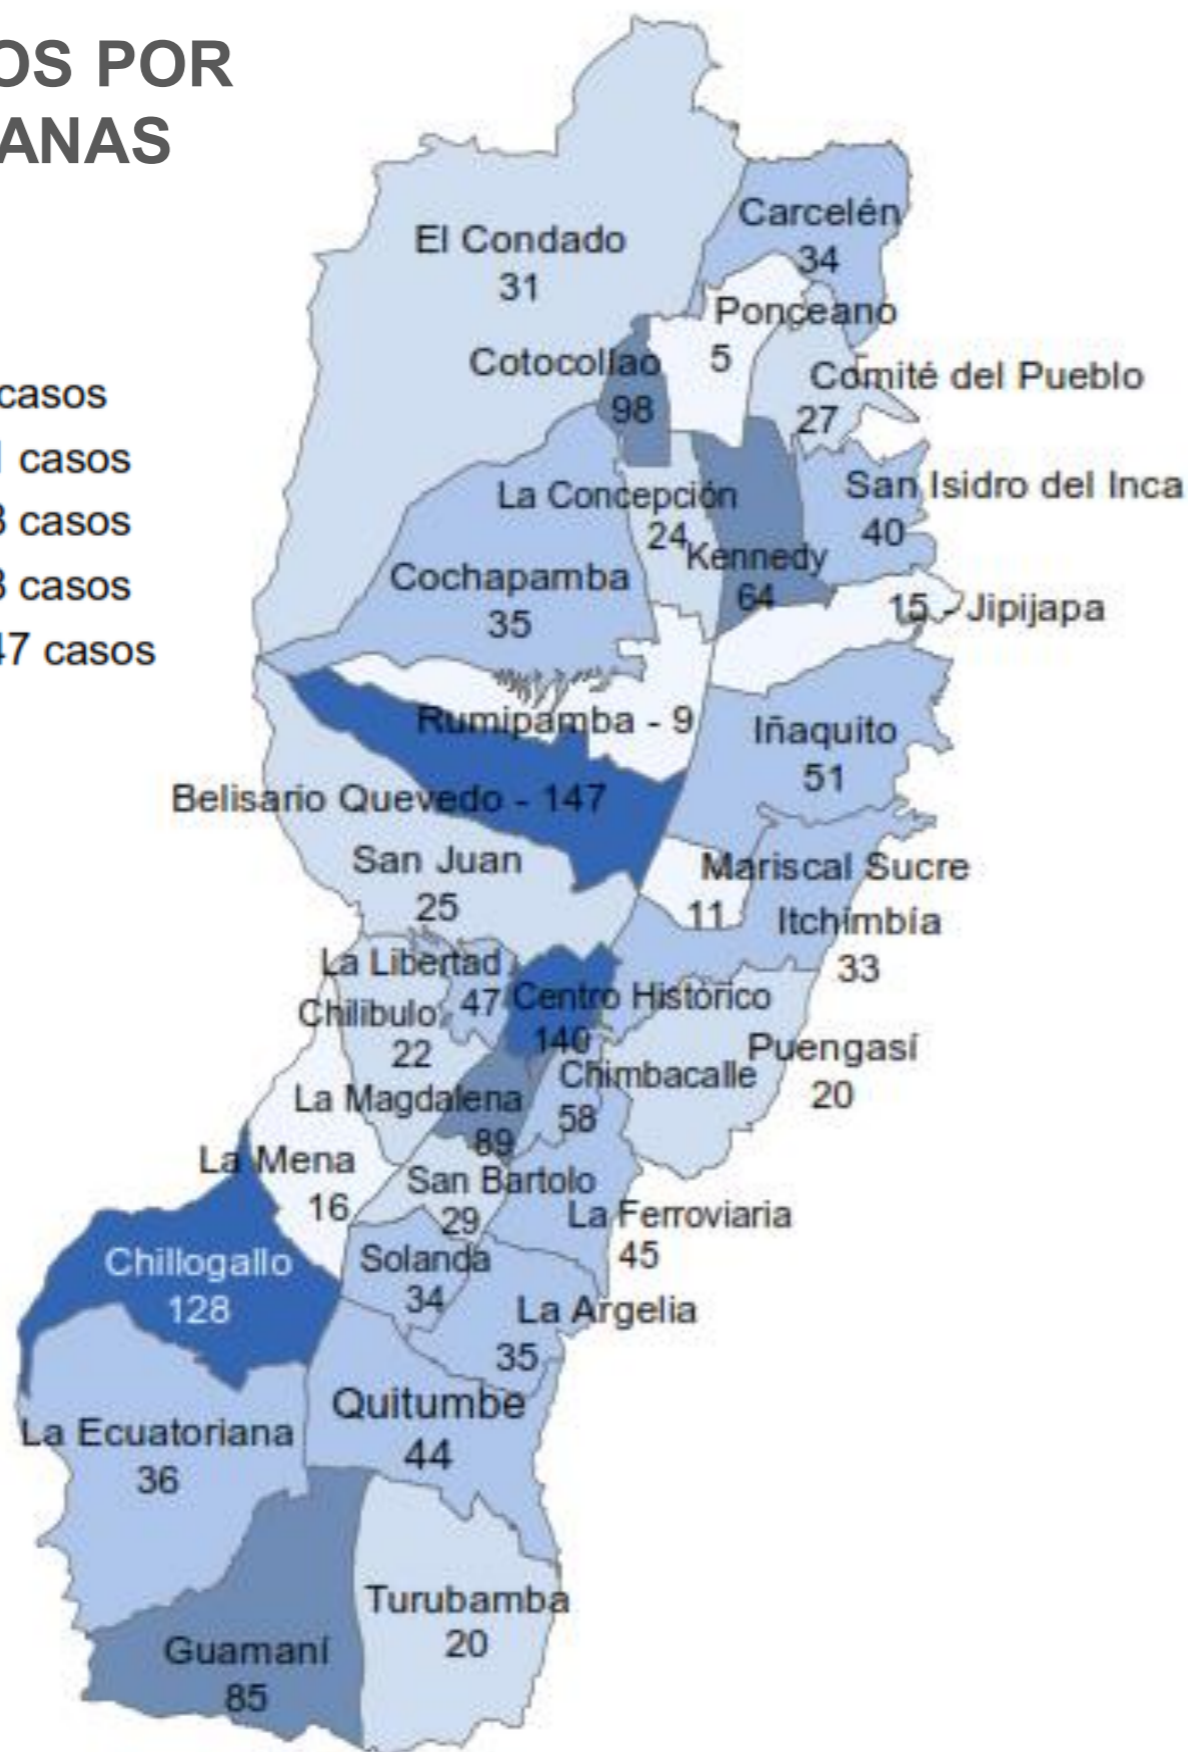 OS POR
ANAS
casos
1 casos
8 casos
8 casos
47 casos
El Condado
31
Carcelén
34
Ponceano
5
Cotocollao
98
Comité del Pueblo
27
La Concepción
24
San Isidro del Inca
40
Kennedy
64
Cochapamba
35
15 - Jipijapa
Rumipamba - 9
Iñaquito
51
Belisario Quevedo - 147
San Juan
25
Mariscal Sucre
11
Itchimbía
33
La Libertad
47
Centro Histórico
140
Chilibulo
22
Puengasí
20
Chimbacalle
58
La Magdalena
89
La Mena
16
San Bartolo
29
La Ferroviaria
45
Chillogallo
128
Solanda
34
La Argelia
35
Quitumbe
44
La Ecuatoriana
36
Turubamba
20
Guamaní
85